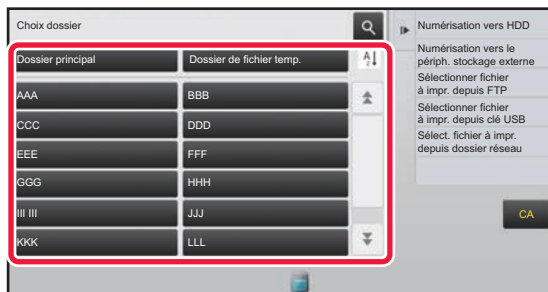 Choix dossier
Dossier principal
Dossier de fichier temp.
AAA
BBB
CCC
DDD
EEE
FFF
GGG
HHH
III III
JJJ
KKK
LLL
Numérisation vers HDD
Numérisation vers le
périph. stockage externe
Sélectionner fichier
à impr. depuis FTP
Sélectionner fichier
à impr. depuis clé USB
Sélect. fichier à impr.
depuis dossier réseau
CA